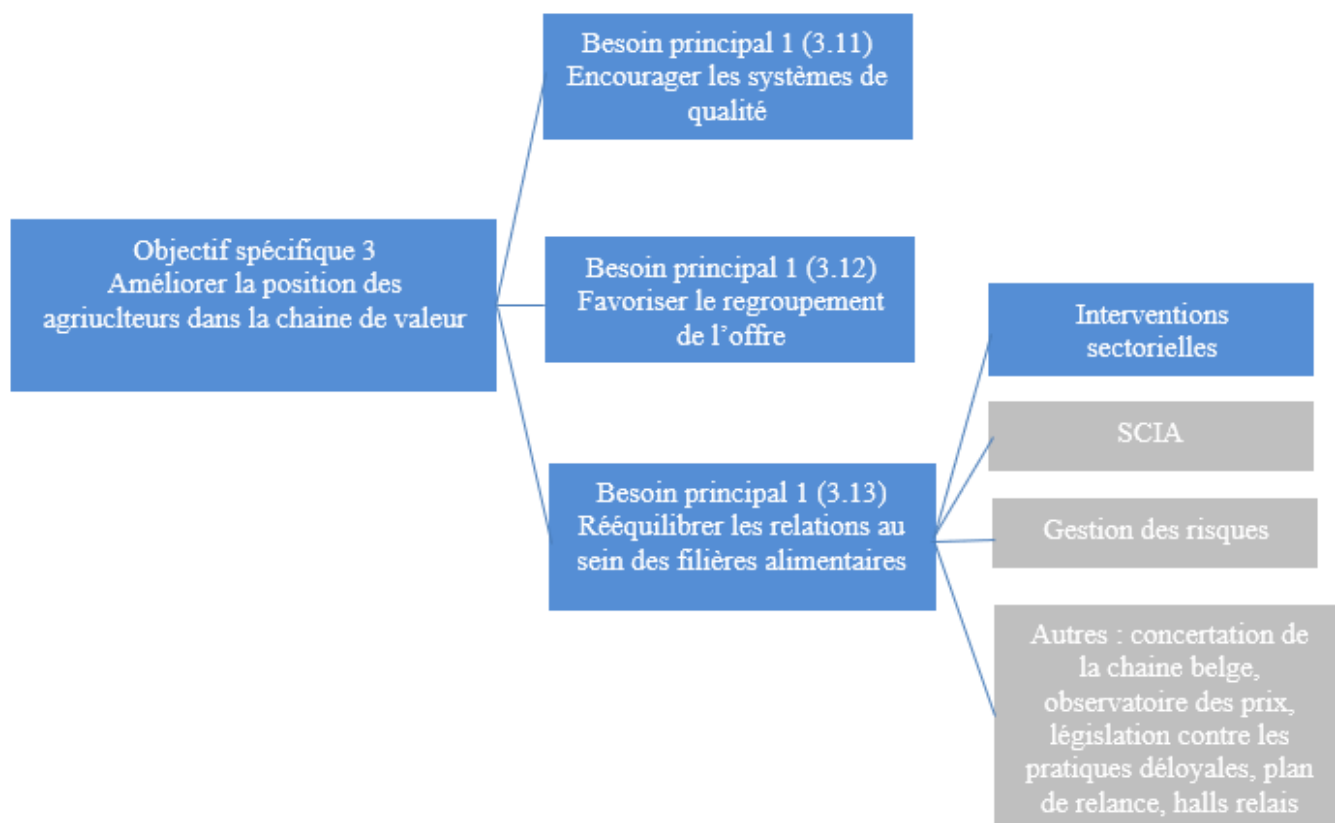 Besoin principal 1 (3.11)
Encourager les systèmes de
qualité
Objectif spécifique 3
Améliorer la position des
agriuclteurs dans la chaine de valeur
Besoin principal 1 (3.12)
Favoriser le regroupement
de l’offre
Besoin principal 1 (3.13)
Rééquilibrer les relations au
sein des filières alimentaires
Interventions
sectorielles
SCIA
Gestion des risques
Autres : concertation de
la chaine belge,
observatoire des prix,
législation contre les
pratiques déloyales, plan
de relance, halls relais